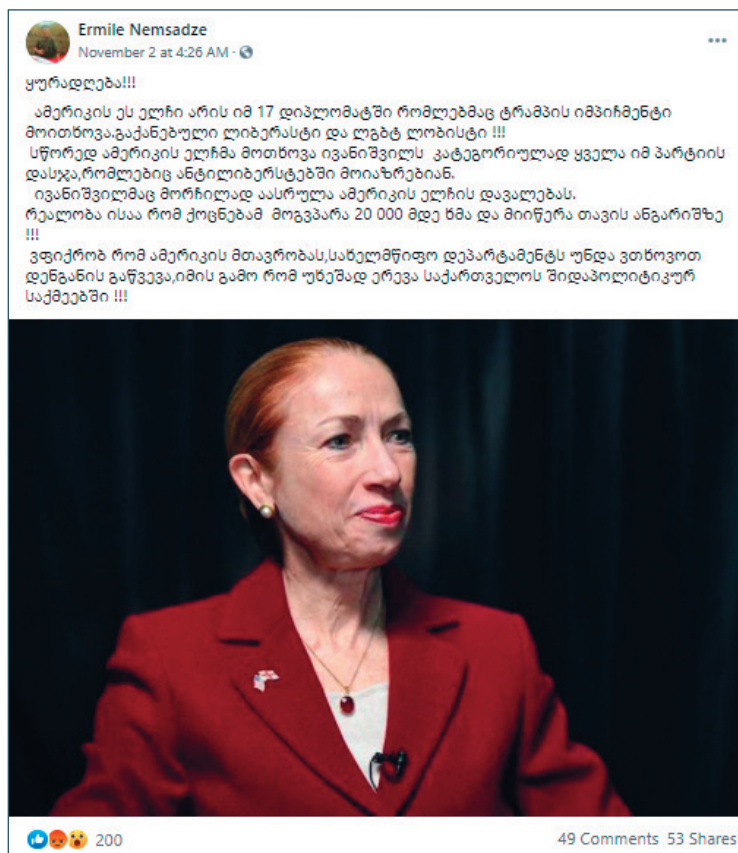 Ermile Nemsadze
November 2 at 4:26 AM ·
ყურადღება!!!
ამერიკის ეს ელჩი არის იმ 17 დიპლომატში რომლებმაც ტრამპის იმპიჩმენტი
მოითხოვა.გაქანებული ლიბერასტი და ლგბტ ლობისტი !!!
სწორედ ამერიკის ელჩმა მოთხოვა ივანიშვილს კატეგორიულად ყველა იმ პარტიის
დასჯა,რომლებიც ანტილიბერსტებში მოიაზრებიან.
ივანიშვილმაც მორჩილად აასრულა ამერიკის ელჩის დავალებას.
რეალობა ისაა რომ ქოცნებამ მოგვპარა 20 000 მდე ხმა და მიიწერა თავის ანგარიშზე
!!!
ვფიქრობ რომ ამერიკის მთავრობას,სახელმწიფო დეპარტამენტს უნდა ვთხოვოთ
დენგანის გაწვევა,იმის გამო რომ უხეშად ერევა საქართველოს შიდაპოლიტიკურ
საქმეებში !!!
200
49 Comments 53 Shares